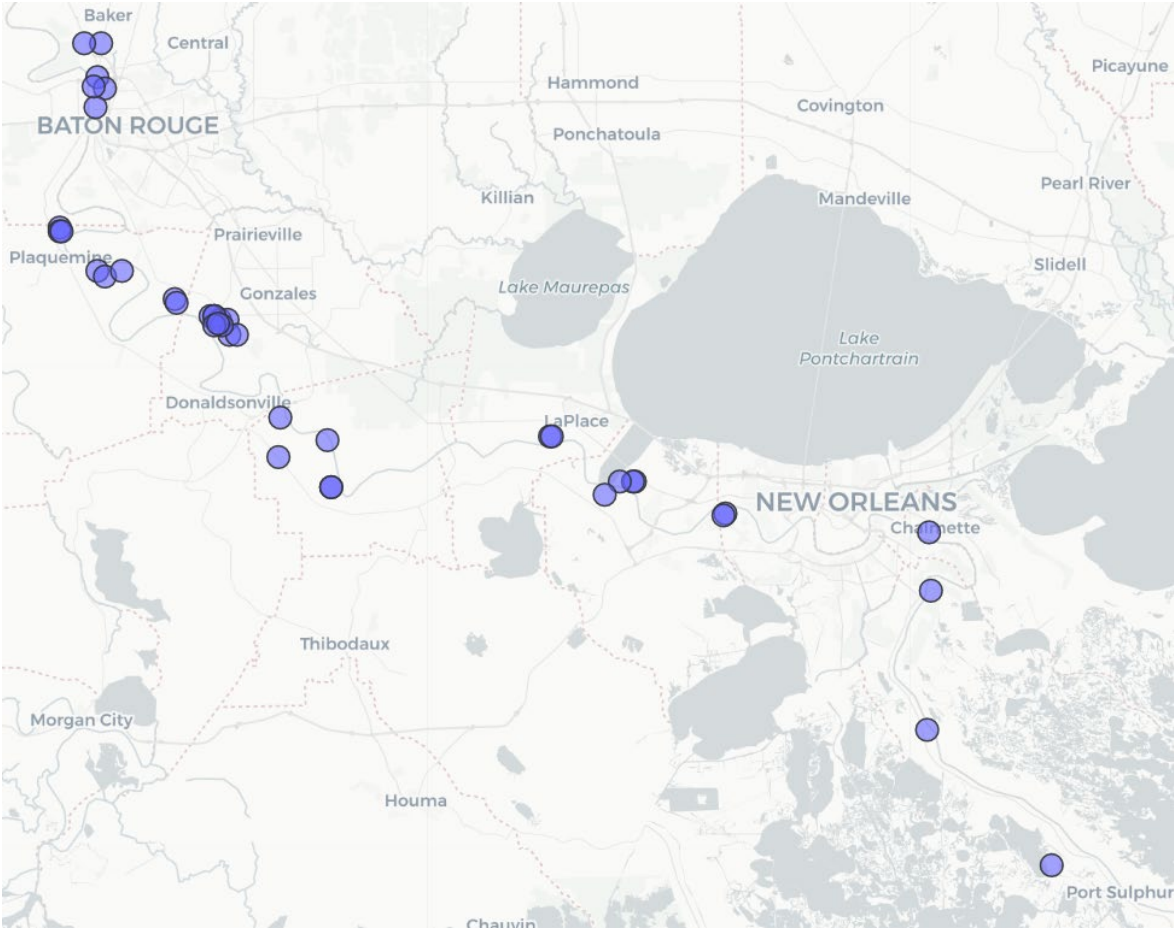 Baker
Central
Picayune
Hammond
Covington
BATON ROUGE
Ponchatoula
Pearl River
Killian
Mandeville
Prairieville
Plaquemine
Slidell
Lake Maurepas
Gonzales
Lake
Pontchartrain
Donaldsonville
LaPlace
NEW ORLEANS
Chalmette
Thibodaux
Morgan City
Houma
Port Sulphur
Chauvin